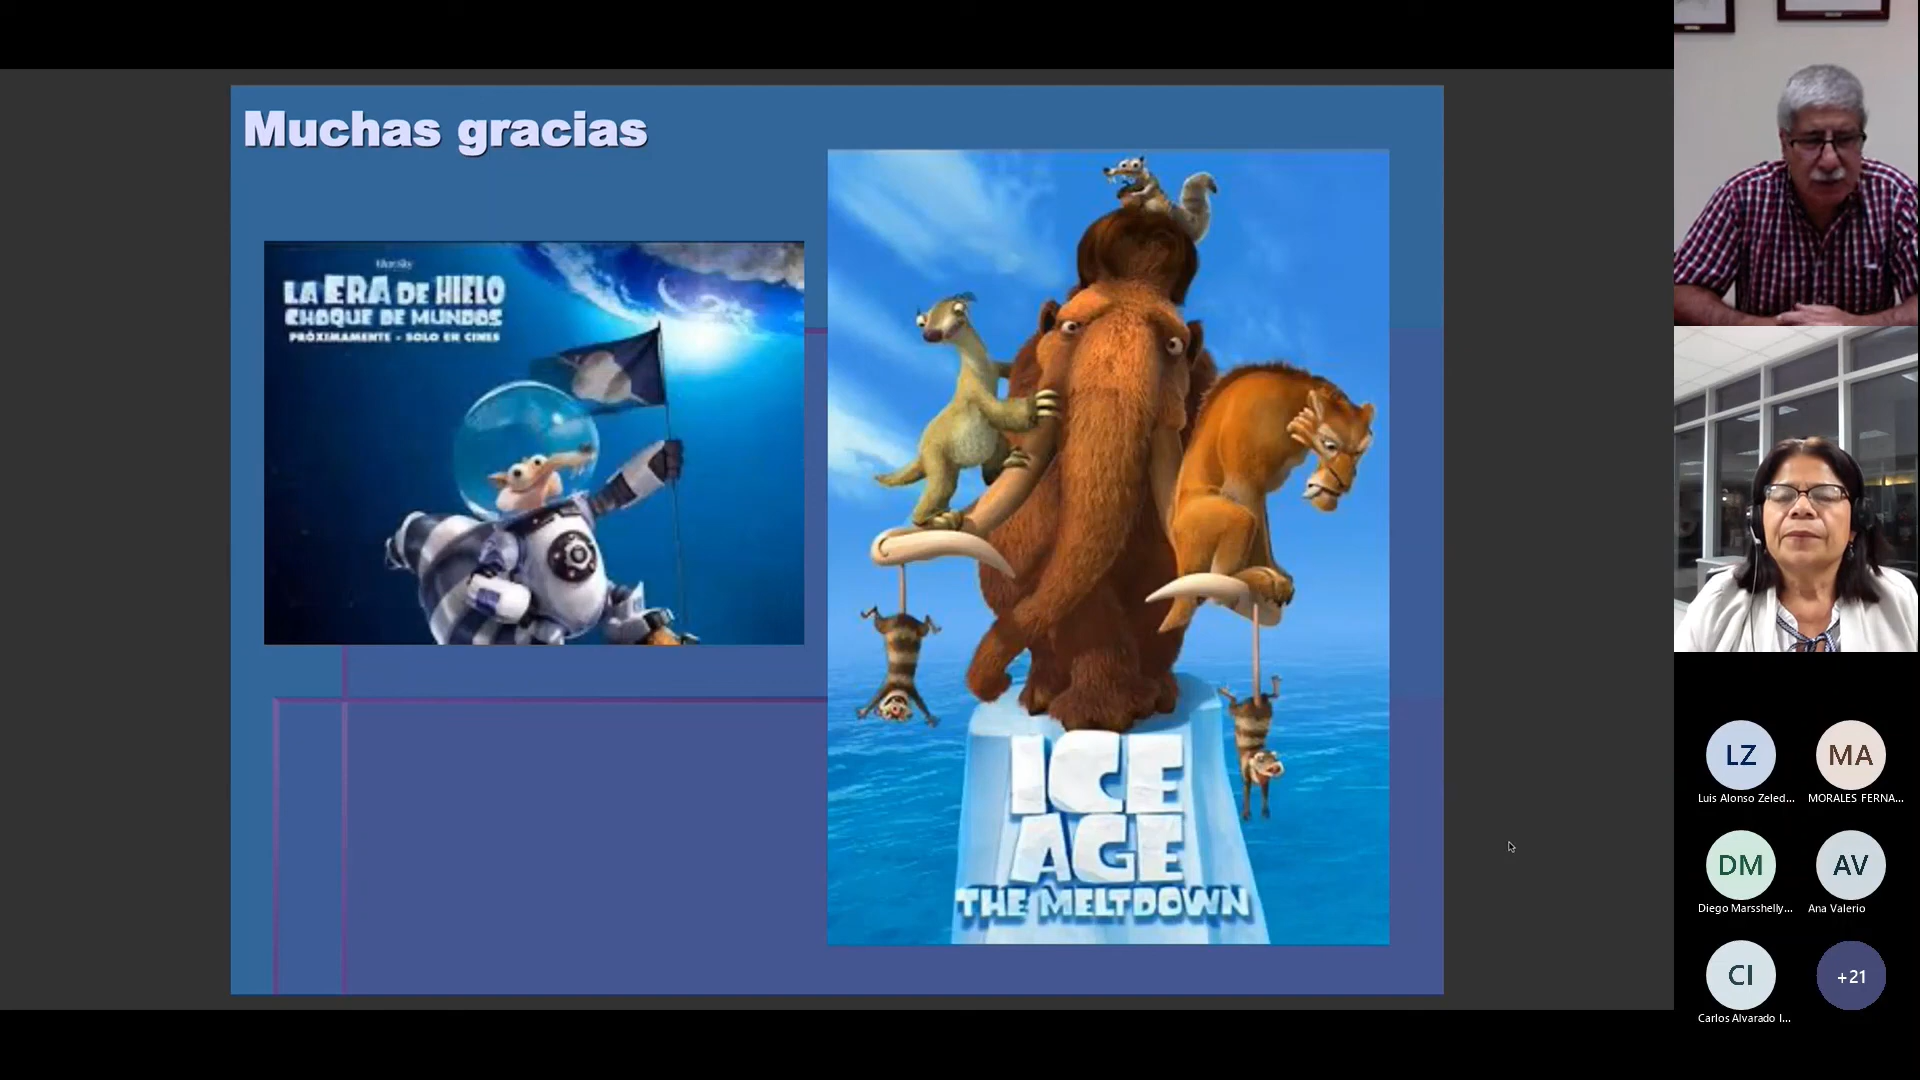 Muchas gracias
BlueSky
LA ERA DE HIELO
CHOQUE DE MUNDOS
PRÓXIMAMENTE - SOLO EN CINES
ICE
AGE
THE MELTDOWN
LZ
MA
Luis Alonso Zeled...
MORALES FERNA...
DM
AV
Diego Marsshelly...
Ana Valerio
CI
+21
Carlos Alvarado I...